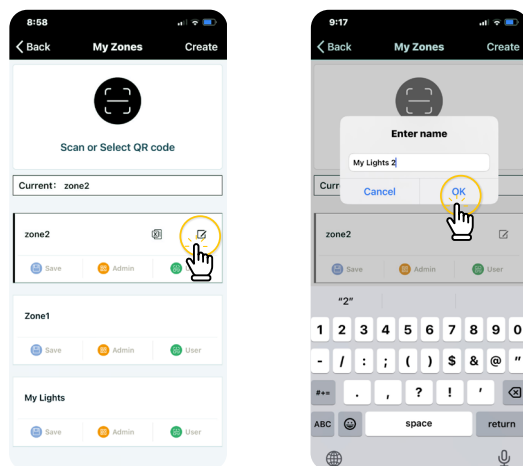 8:58
Back My Zones Create
Scan or Select QR code
Current: zone2
zone2
Save Admin
Zone1
Save Admin User
My Lights
Save Admin User
9:17
Back My Zones Create
Enter name
My Lights 2
Cancel OK
Curr
zone2
Save Admin User
"2"
1 2 3 4 5 6 7 8 9 0
- / : ; ( ) $ & @ "
#+= . , ? ! '
ABC space return